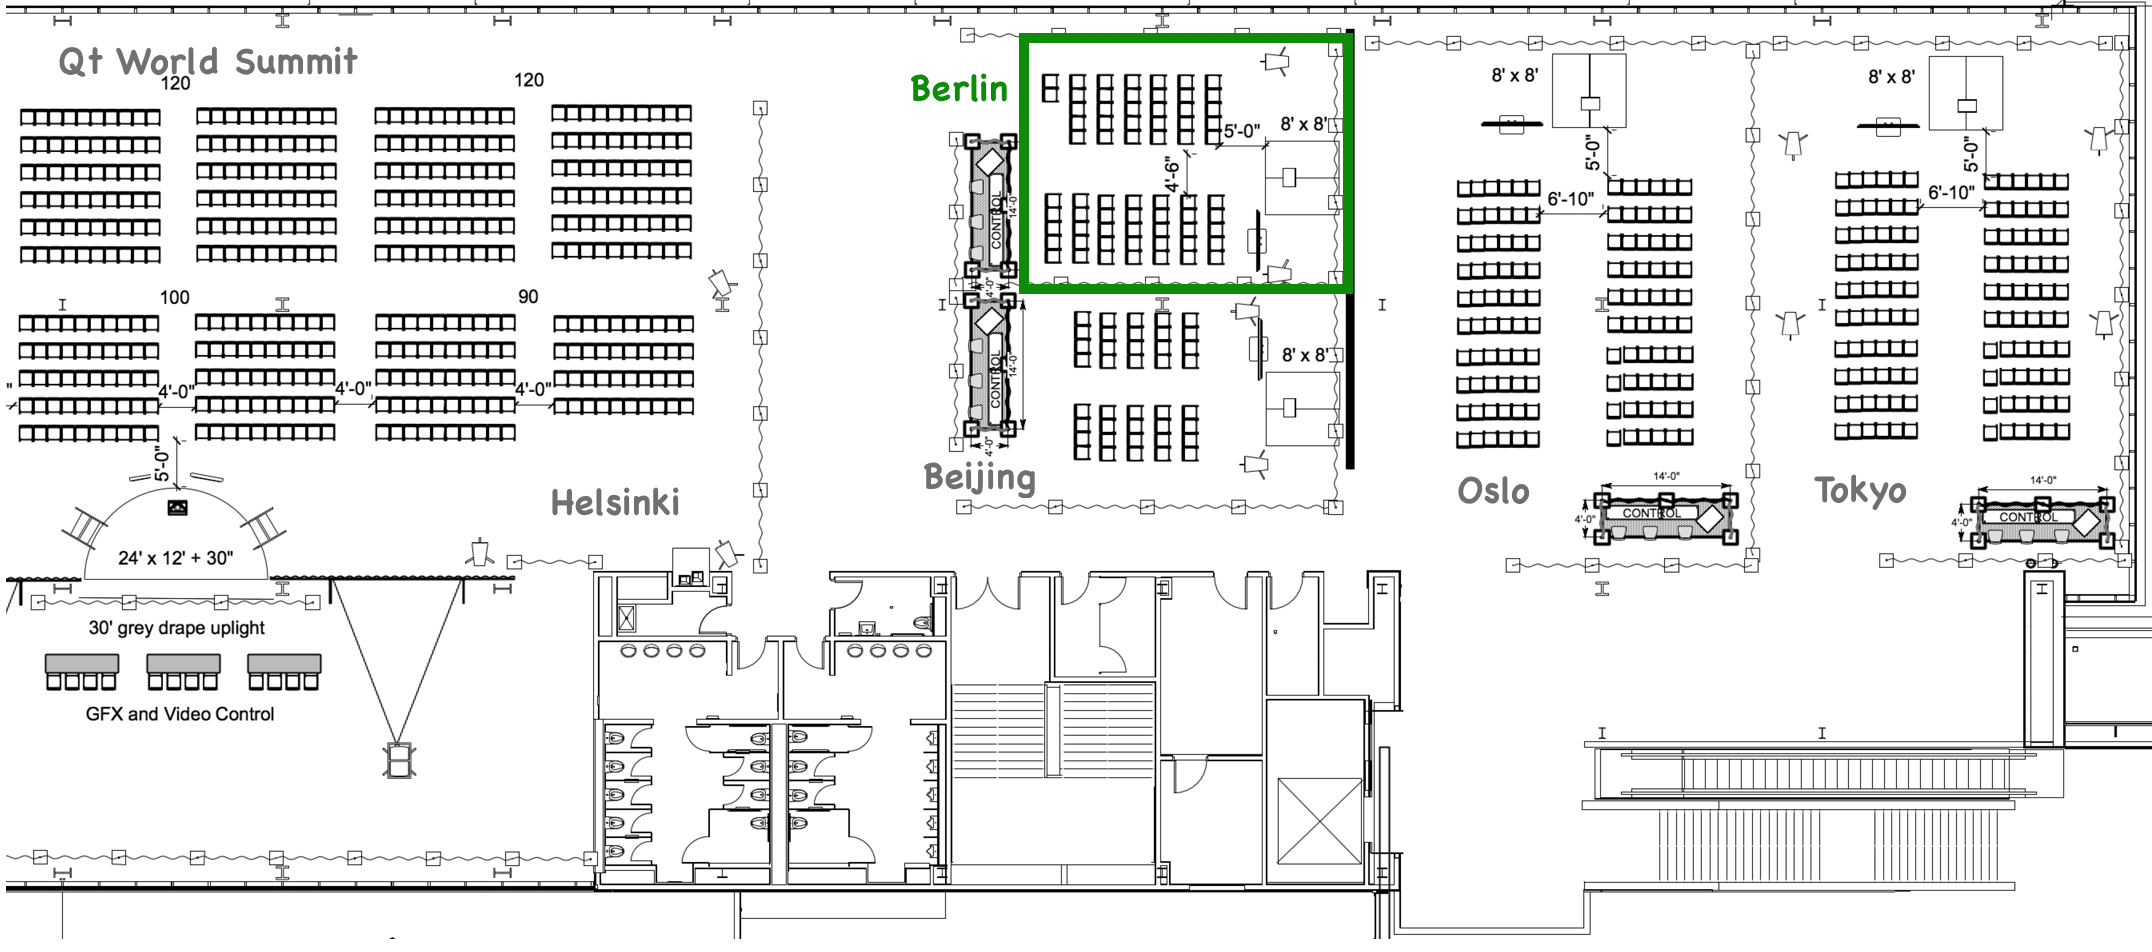 Qt World Summit
120
120
100
90
"
4'-0"
4'-0"
4'-0"
5'-0"
24' x 12' + 30"
Helsinki
30' grey drape uplight
GFX and Video Control
Berlin
CONTROL
14'-0"
4'-0"
5'-0"
8' x 8'
4'-6"
CONTROL
14'-0"
4'-0"
8' x 8'
Beijing
8' x 8'
5'-0"
6'-10"
Oslo
14'-0"
4'-0"
CONTROL
8' x 8'
5'-0"
6'-10"
Tokyo
14'-0"
4'-0"
CONTROL